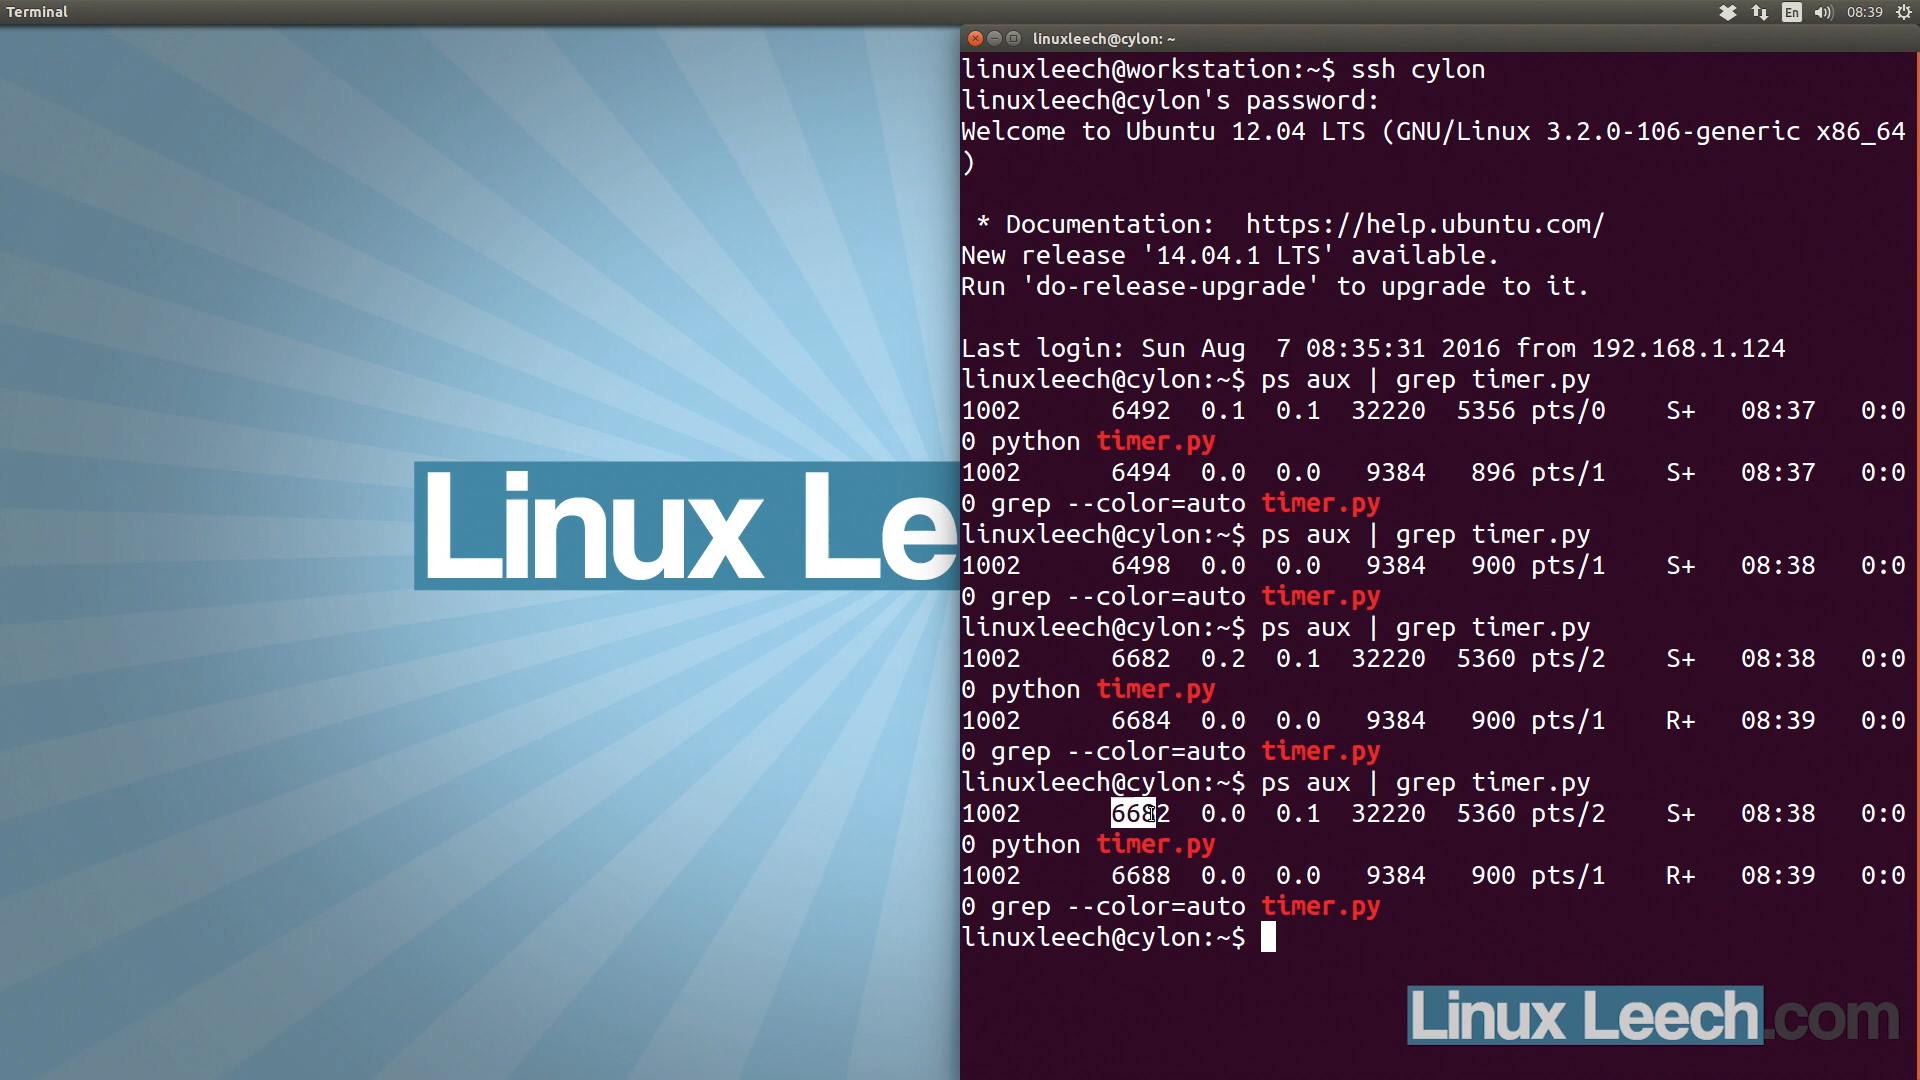 Terminal
En
08:39
linuxleech@cylon: ~
linuxleech@workstation:~$ ssh cylon
linuxleech@cylon's password:
Welcome to Ubuntu 12.04 LTS (GNU/Linux 3.2.0-106-generic x86_64
)
* Documentation:  https://help.ubuntu.com/
New release '14.04.1 LTS' available.
Run 'do-release-upgrade' to upgrade to it.
Last login: Sun Aug  7 08:35:31 2016 from 192.168.1.124
linuxleech@cylon:~$ ps aux | grep timer.py
1002      6492  0.1  0.1  32220  5356 pts/0    S+   08:37   0:0
0 python timer.py
1002      6494  0.0  0.0   9384   896 pts/1    S+   08:37   0:0
0 grep --color=auto timer.py
linuxleech@cylon:~$ ps aux | grep timer.py
1002      6498  0.0  0.0   9384   900 pts/1    S+   08:38   0:0
0 grep --color=auto timer.py
linuxleech@cylon:~$ ps aux | grep timer.py
1002      6682  0.2  0.1  32220  5360 pts/2    S+   08:38   0:0
0 python timer.py
1002      6684  0.0  0.0   9384   900 pts/1    R+   08:39   0:0
0 grep --color=auto timer.py
linuxleech@cylon:~$ ps aux | grep timer.py
1002      6682  0.0  0.1  32220  5360 pts/2    S+   08:38   0:0
0 python timer.py
1002      6688  0.0  0.0   9384   900 pts/1    R+   08:39   0:0
0 grep --color=auto timer.py
linuxleech@cylon:~$
Linux Lee
Linux Leech.com